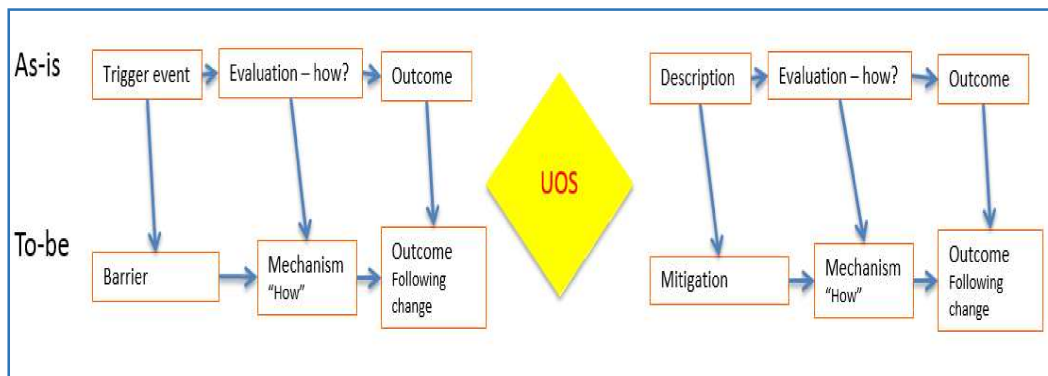 As-is
Trigger event
Evaluation – how?
Outcome
Description
Evaluation – how?
Outcome
UOS
To-be
Barrier
Mechanism
“How”
Outcome
Following
change
Mitigation
Mechanism
“How”
Outcome
Following
change